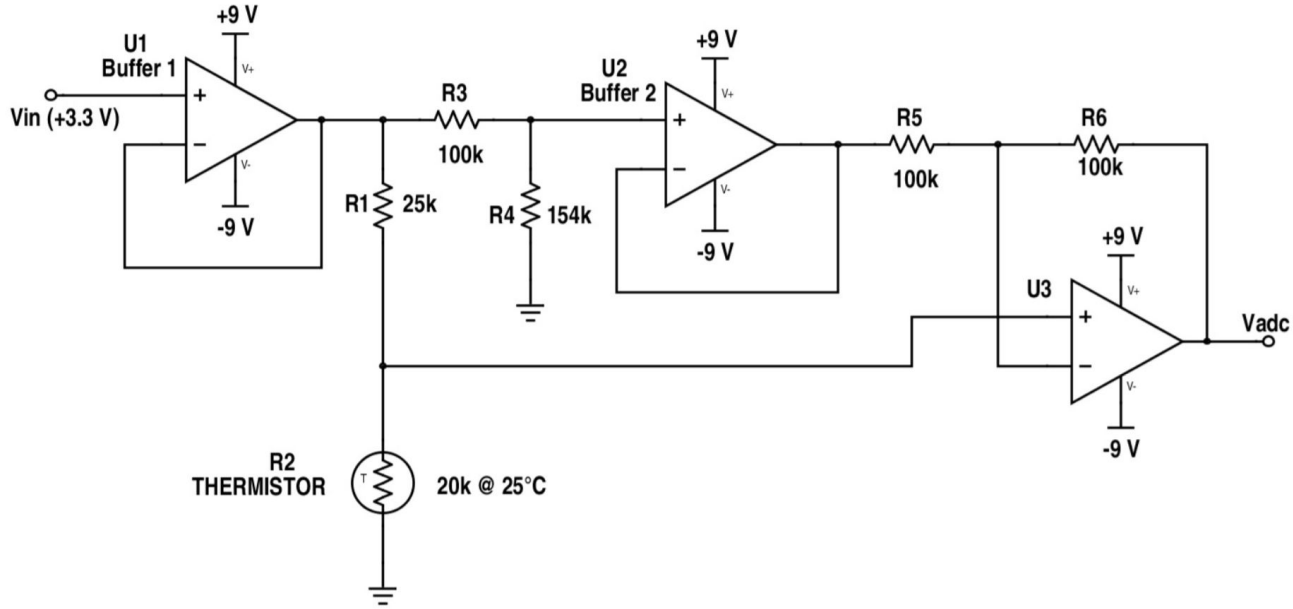 +9 V
U1
Buffer 1
V+
+
Vin (+3.3 V)
−
V-
-9 V
R3
100k
R1
25k
R4
154k
+9 V
U2
Buffer 2
V+
+
−
V-
-9 V
R5
100k
R6
100k
+9 V
U3
V+
+
−
V-
-9 V
Vadc
R2
THERMISTOR
T
20k @ 25°C